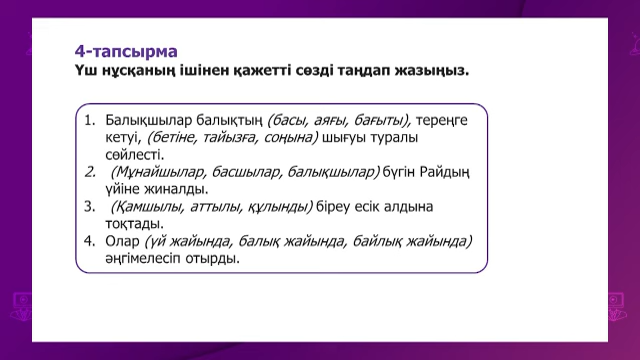 4-тапсырма
Үш нұсқаның ішінен қажетті сөзді таңдап жазыңыз.
1. Балықшылар балықтың (басы, аяғы, бағыты), тереңге
кетуі, (бетіне, тайызға, соңына) шығуы туралы
сөйлесті.
2. (Мұнайшылар, басшылар, балықшылар) бүгін Райдың
үйіне жиналды.
3. (Қамшылы, аттылы, құлынды) біреу есік алдына
тоқтады.
4. Олар (үй жайында, балық жайында, байлық жайында)
әңгімелесіп отырды.